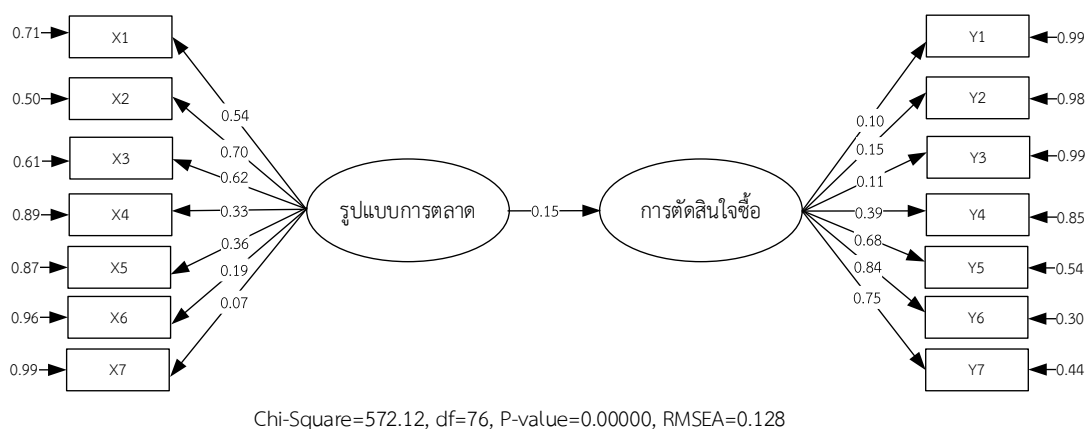 0.71 X1 0.54 0.10 Y1 0.99
0.50 X2 0.70 0.15 Y2 0.98
0.61 X3 0.62 0.11 Y3 0.99
0.89 X4 0.33 รูปแบบการตลาด 0.15 การตัดสินใจซื้อ 0.39 Y4 0.85
0.87 X5 0.36 0.68 Y5 0.54
0.96 X6 0.19 0.84 Y6 0.30
0.99 X7 0.07 0.75 Y7 0.44
Chi-Square=572.12, df=76, P-value=0.00000, RMSEA=0.128